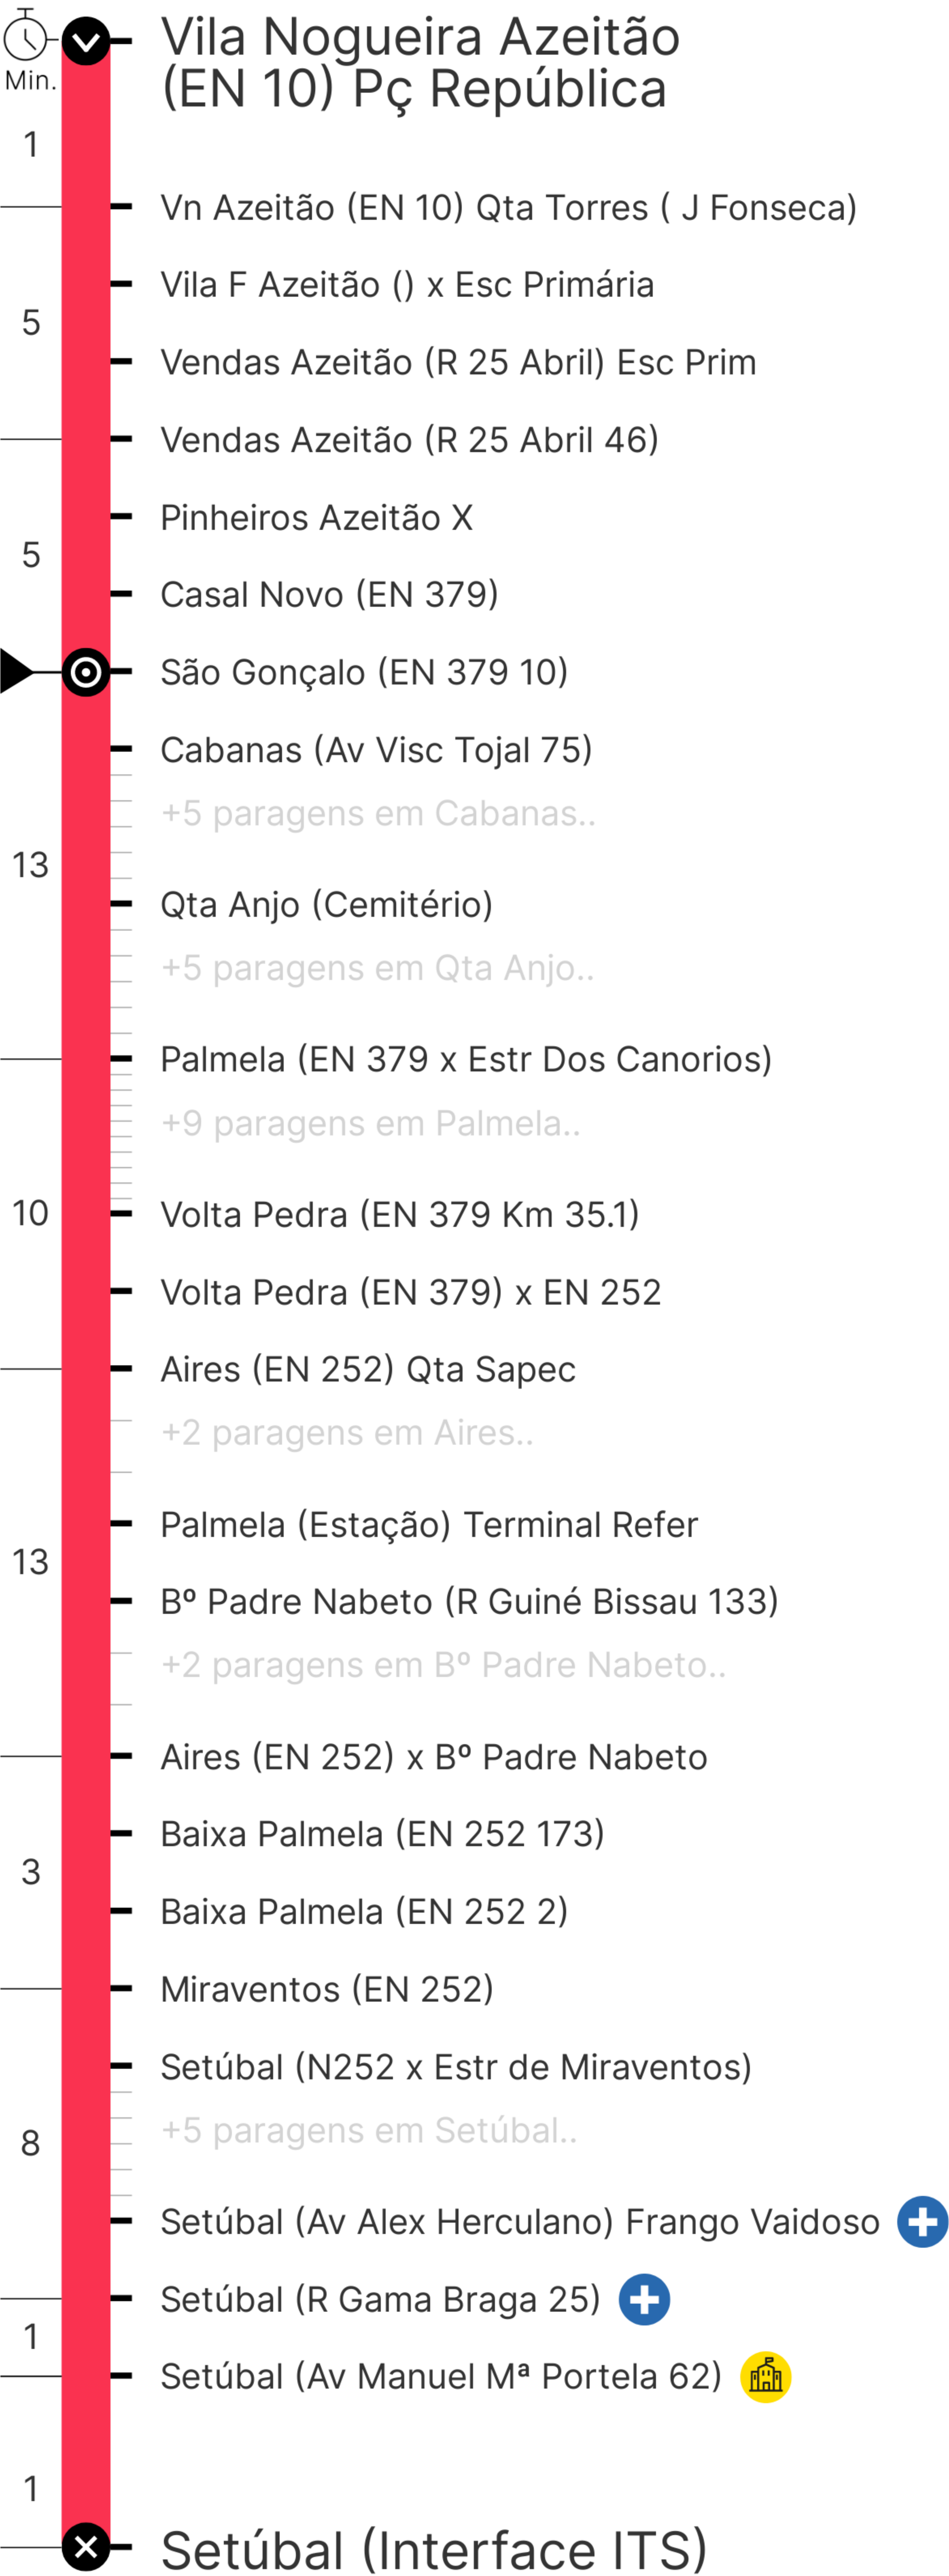 Min.
Vila Nogueira Azeitão
(EN 10) Pç República
1
Vn Azeitão (EN 10) Qta Torres ( J Fonseca)
Vila F Azeitão () x Esc Primária
5
Vendas Azeitão (R 25 Abril) Esc Prim
Vendas Azeitão (R 25 Abril 46)
Pinheiros Azeitão X
5
Casal Novo (EN 379)
São Gonçalo (EN 379 10)
Cabanas (Av Visc Tojal 75)
+5 paragens em Cabanas..
13
Qta Anjo (Cemitério)
+5 paragens em Qta Anjo..
Palmela (EN 379 x Estr Dos Canorios)
+9 paragens em Palmela..
10
Volta Pedra (EN 379 Km 35.1)
Volta Pedra (EN 379) x EN 252
Aires (EN 252) Qta Sapec
+2 paragens em Aires..
Palmela (Estação) Terminal Refer
13
Bº Padre Nabeto (R Guiné Bissau 133)
+2 paragens em Bº Padre Nabeto..
Aires (EN 252) x Bº Padre Nabeto
Baixa Palmela (EN 252 173)
3
Baixa Palmela (EN 252 2)
Miraventos (EN 252)
Setúbal (N252 x Estr de Miraventos)
+5 paragens em Setúbal..
8
Setúbal (Av Alex Herculano) Frango Vaidoso
Setúbal (R Gama Braga 25)
1
Setúbal (Av Manuel Mª Portela 62)
1
Setúbal (Interface ITS)